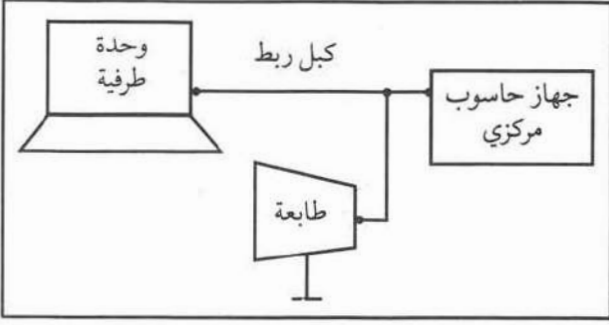 وحدة
طرفية
كبل ربط
جهاز حاسوب
مركزي
طابعة